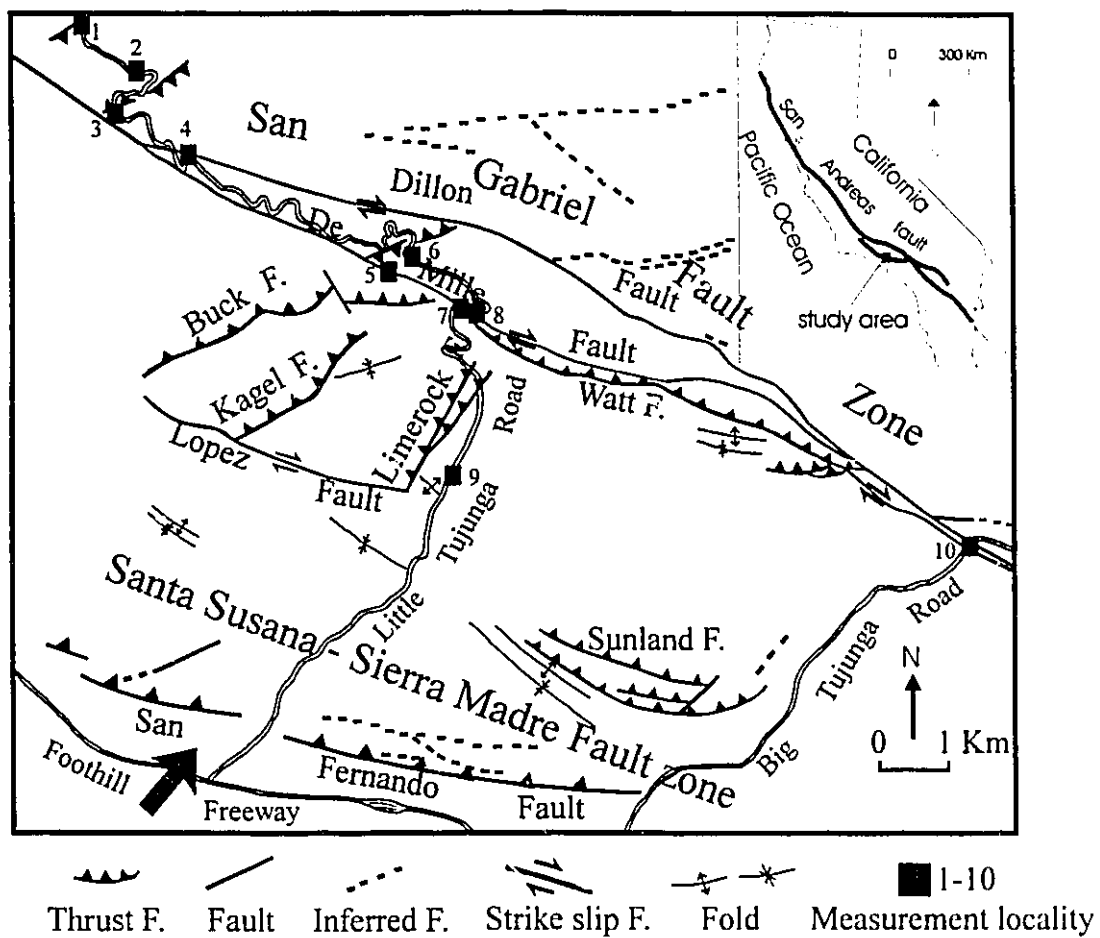 1
2
3
4
San
Gabriel
Fault
Zone
Dillon
Fault
De
Mille
Fault
5
6
7
8
9
10
Buck F.
Kagel F.
Lopez
Fault
Limerock F.
Watt F.
Little
Tujunga
Road
Big
Tujunga
Road
Santa Susana - Sierra Madre Fault Zone
Sunland F.
San
Fernando
Fault
Foothill
Freeway
N
0 1 Km
0 300 Km
San
Andreas
fault
California
Pacific Ocean
study area
Thrust F.
Fault
Inferred F.
Strike slip F.
Fold
1-10
Measurement locality